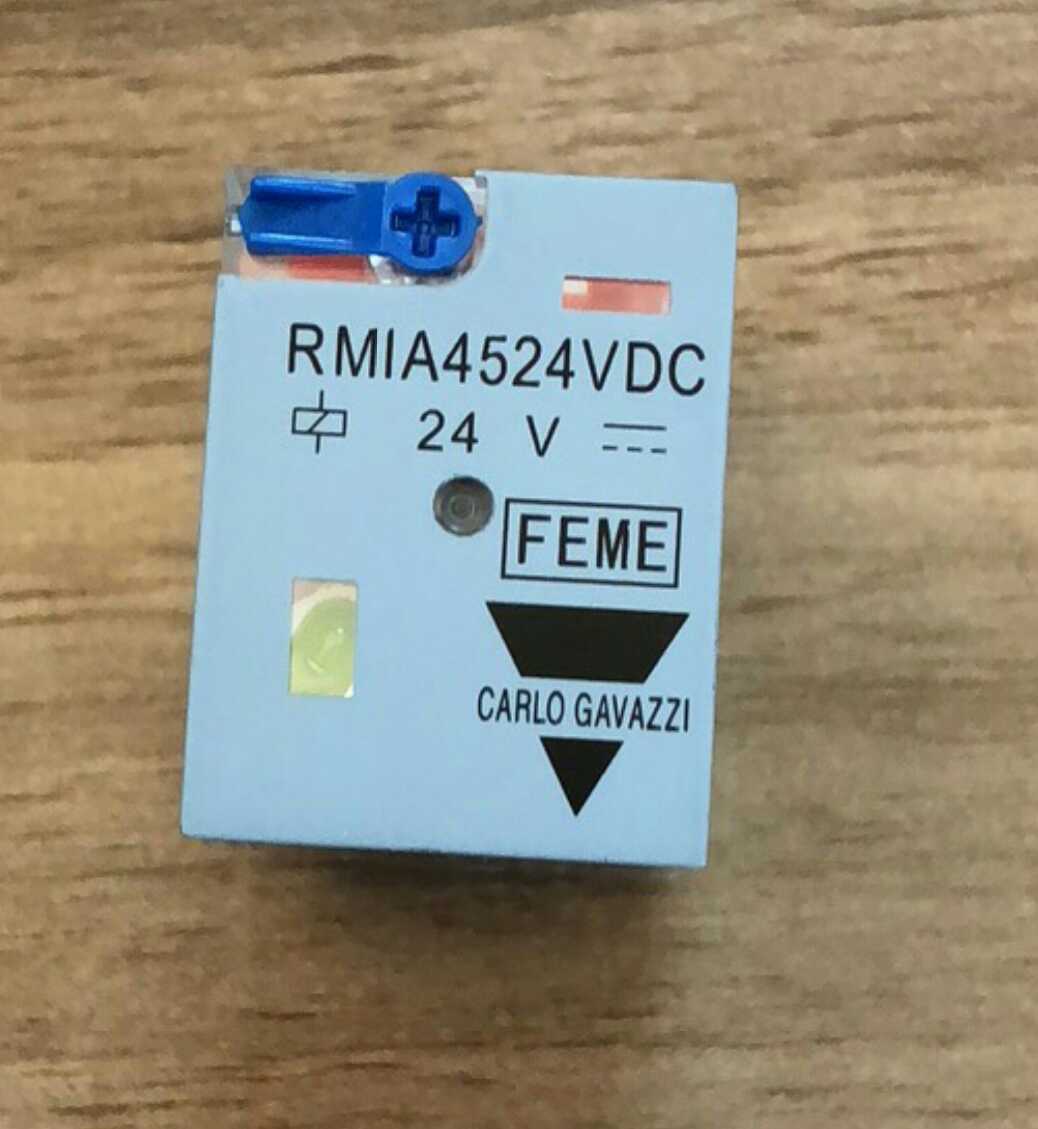 RMIA4524VDC
24 V
FEME
CARLO GAVAZZI